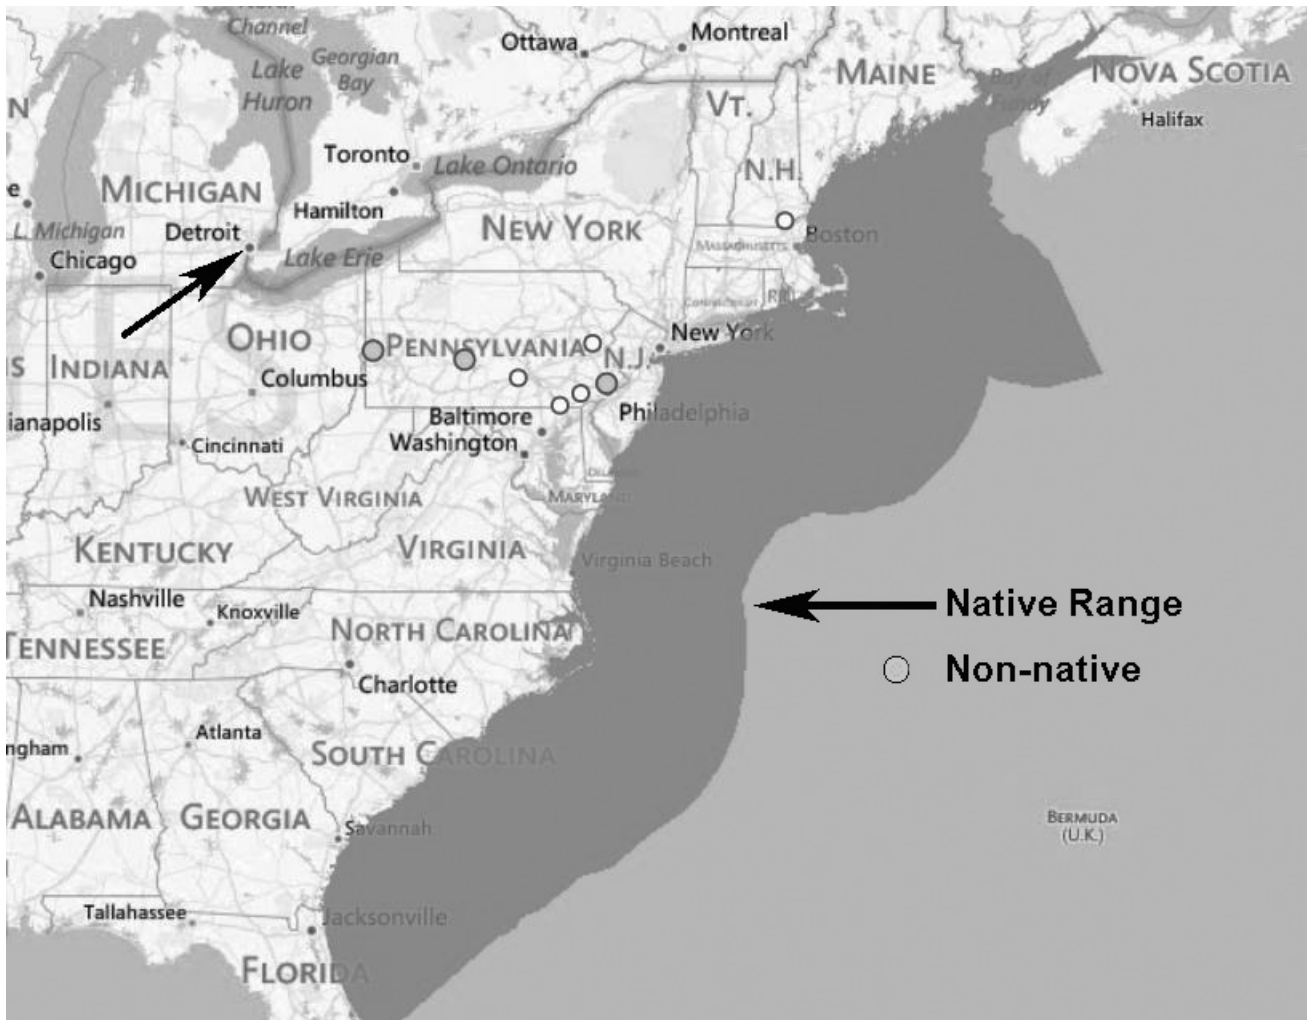 Channel
Georgian
Bay
Lake
Huron
Ottawa
Montreal
MAINE
Bay of
Fundy
NOVA SCOTIA
Halifax
N
VT.
N.H.
Toronto
Lake Ontario
MICHIGAN
Hamilton
e
L. Michigan
Detroit
Lake Erie
NEW YORK
MASSACHUSETTS
Boston
Chicago
CONNECTICUT
R.I.
OHIO
PENNSYLVANIA
N.J.
New York
S
INDIANA
Columbus
ianapolis
Baltimore
Philadelphia
Cincinnati
Washington
WEST VIRGINIA
MARYLAND
KENTUCKY
VIRGINIA
Virginia Beach
Nashville
Knoxville
Native Range
TENNESSEE
NORTH CAROLINA
Non-native
Charlotte
ngham
Atlanta
SOUTH CAROLINA
ALABAMA
GEORGIA
Savannah
BERMUDA
(U.K.)
Tallahassee
Jacksonville
FLORIDA